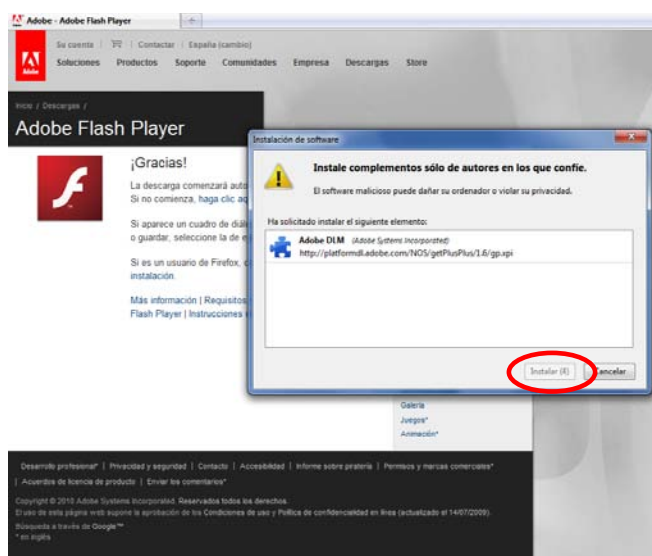 Adobe - Adobe Flash Player
Su cuenta | | Contactar | España (cambio)
Adobe
Soluciones Productos Soporte Comunidades Empresa Descargas Store
Inicio / Descargas /
Adobe Flash Player
¡Gracias!
La descarga comenzará auto
Si no comienza, haga clic aq
Si aparece un cuadro de diál
o guardar, seleccione la de e
Si es un usuario de Firefox, c
instalación.
Más información | Requisitos
Flash Player | Instrucciones
Instalación de software
Instale complementos sólo de autores en los que confíe.
El software malicioso puede dañar su ordenador o violar su privacidad.
Ha solicitado instalar el siguiente elemento:
Adobe DLM (Adobe Systems Incorporated)
http://platformdl.adobe.com/NOS/getPlusPlus/1.6/gp.xpi
Instalar (4) Cancelar
Galería
Juegos*
Animación*
Desarrollo profesional* | Privacidad y seguridad | Contacto | Accesibilidad | Informe sobre piratería | Permisos y marcas comerciales*
| Acuerdos de licencia de producto | Enviar los comentarios*
Copyright © 2010 Adobe Systems Incorporated. Reservados todos los derechos.
El uso de esta página web supone la aprobación de las Condiciones de uso y Política de confidencialidad en línea (actualizado el 14/07/2009).
Búsqueda a través de Google™
* en inglés